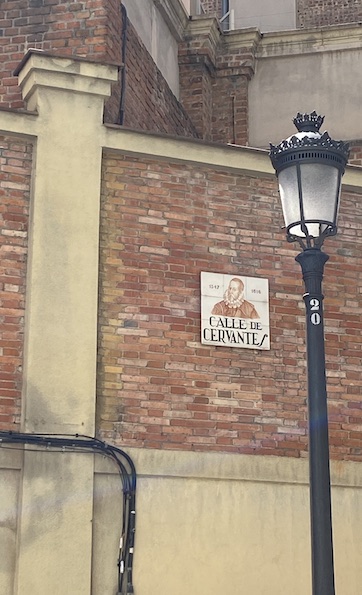 1547 1616
CALLE DE
CERVANTES
20